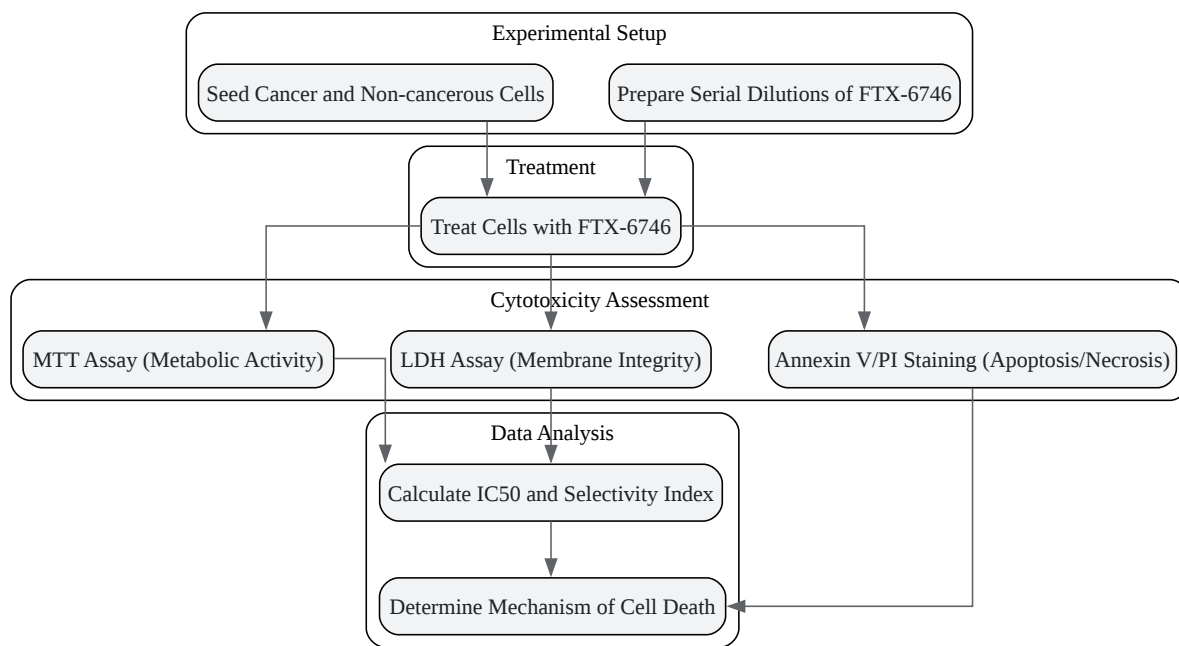 Experimental Setup
Seed Cancer and Non-cancerous Cells
Prepare Serial Dilutions of FTX-6746
Treatment
Treat Cells with FTX-6746
Cytotoxicity Assessment
MTT Assay (Metabolic Activity)
LDH Assay (Membrane Integrity)
Annexin V/PI Staining (Apoptosis/Necrosis)
Data Analysis
Calculate IC50 and Selectivity Index
Determine Mechanism of Cell Death